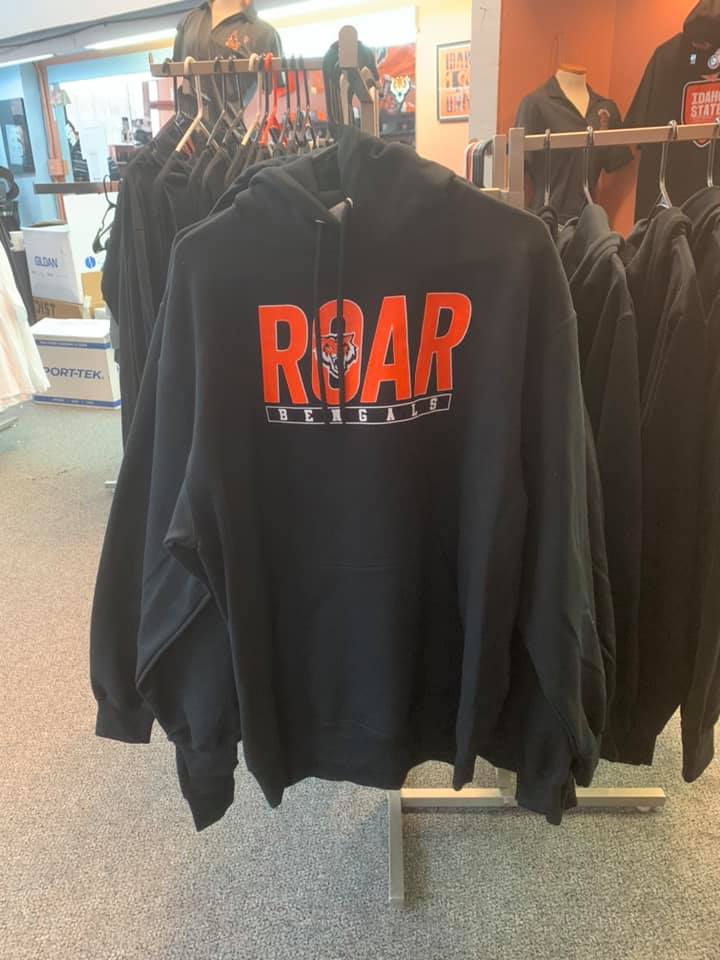 IDAHO
STATE
GILDAN
PORT-TEK.
ROAR
BENGALS